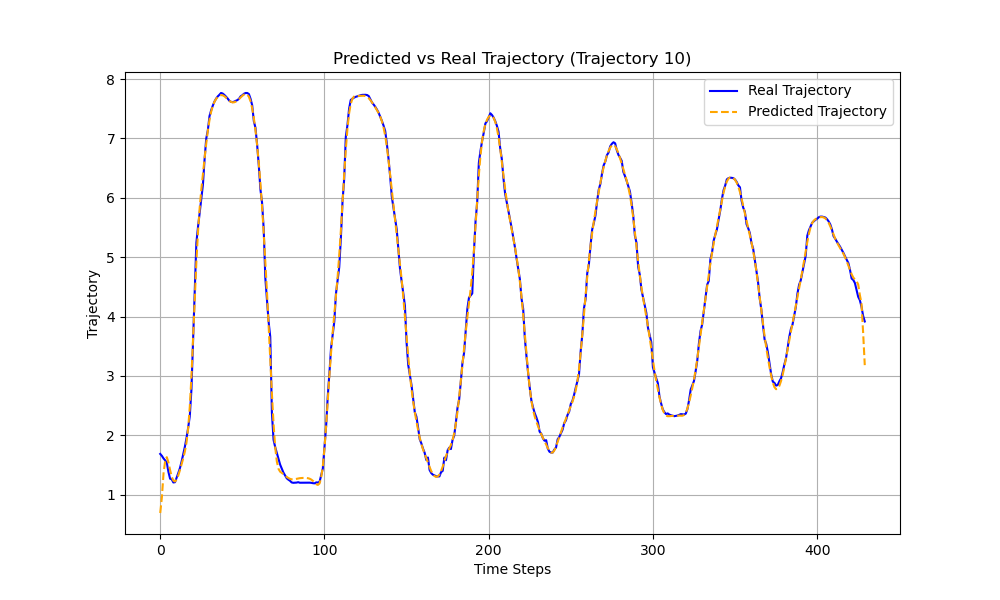 Predicted vs Real Trajectory (Trajectory 10)
Real Trajectory
Predicted Trajectory
8
7
6
5
4
3
2
1
Trajectory
0 100 200 300 400
Time Steps